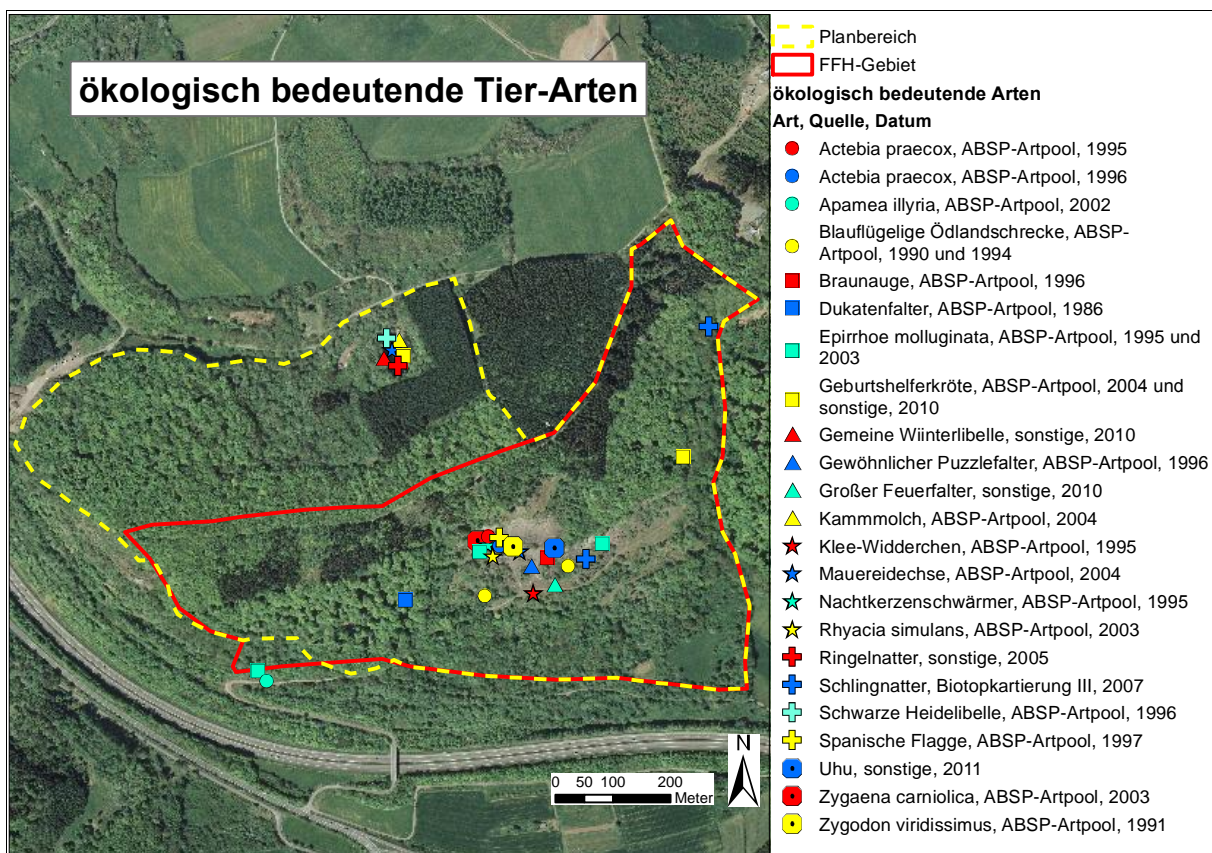 ökologisch bedeutende Tier-Arten
Planbereich
FFH-Gebiet
ökologisch bedeutende Arten
Art, Quelle, Datum
Actebia praecox, ABSP-Artpool, 1995
Actebia praecox, ABSP-Artpool, 1996
Apamea illyria, ABSP-Artpool, 2002
Blauflügelige Ödlandschrecke, ABSP-
Artpool, 1990 und 1994
Braunauge, ABSP-Artpool, 1996
Dukatenfalter, ABSP-Artpool, 1986
Epirrhoe molluginata, ABSP-Artpool, 1995 und
2003
Geburtshelferkröte, ABSP-Artpool, 2004 und
sonstige, 2010
Gemeine Wiinterlibelle, sonstige, 2010
Gewöhnlicher Puzzlefalter, ABSP-Artpool, 1996
Großer Feuerfalter, sonstige, 2010
Kammmolch, ABSP-Artpool, 2004
Klee-Widderchen, ABSP-Artpool, 1995
Mauereidechse, ABSP-Artpool, 2004
Nachtkerzenschwärmer, ABSP-Artpool, 1995
Rhyacia simulans, ABSP-Artpool, 2003
Ringelnatter, sonstige, 2005
Schlingnatter, Biotopkartierung III, 2007
Schwarze Heidelibelle, ABSP-Artpool, 1996
Spanische Flagge, ABSP-Artpool, 1997
Uhu, sonstige, 2011
Zygaena carniolica, ABSP-Artpool, 2003
Zygodon viridissimus, ABSP-Artpool, 1991
N
0 50 100 200
Meter